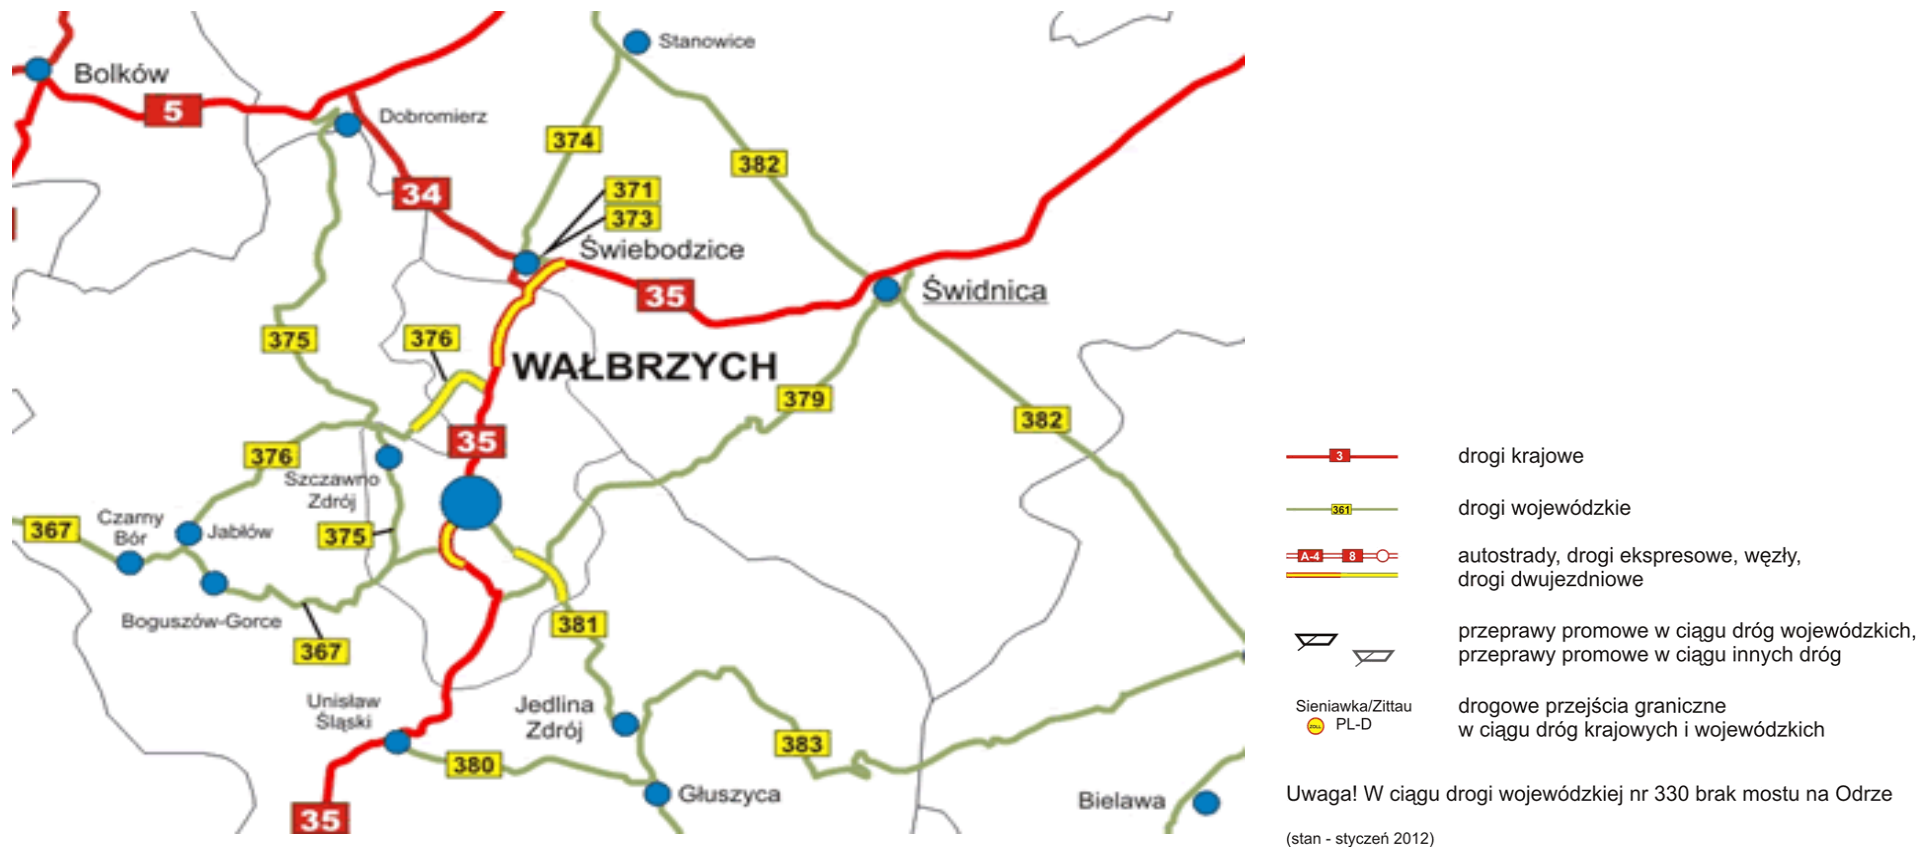 Stanowice
Bolków
5
Dobromierz
374
382
34
371
373
Świebodzice
35
Świdnica
375
376
WAŁBRZYCH
379
382
35
376
Szczawno
Zdrój
Czarny
Bór
367
Jabłów
375
Boguszów-Gorce
367
381
Unisław
Śląski
Jedlina
Zdrój
383
380
Głuszyca
Bielawa
35
3
drogi krajowe
361
drogi wojewódzkie
A-4
8
autostrady, drogi ekspresowe, węzły,
drogi dwujezdniowe
przeprawy promowe w ciągu dróg wojewódzkich,
przeprawy promowe w ciągu innych dróg
Sieniawka/Zittau
PL-D
drogowe przejścia graniczne
w ciągu dróg krajowych i wojewódzkich
Uwaga! W ciągu drogi wojewódzkiej nr 330 brak mostu na Odrze
(stan - styczeń 2012)